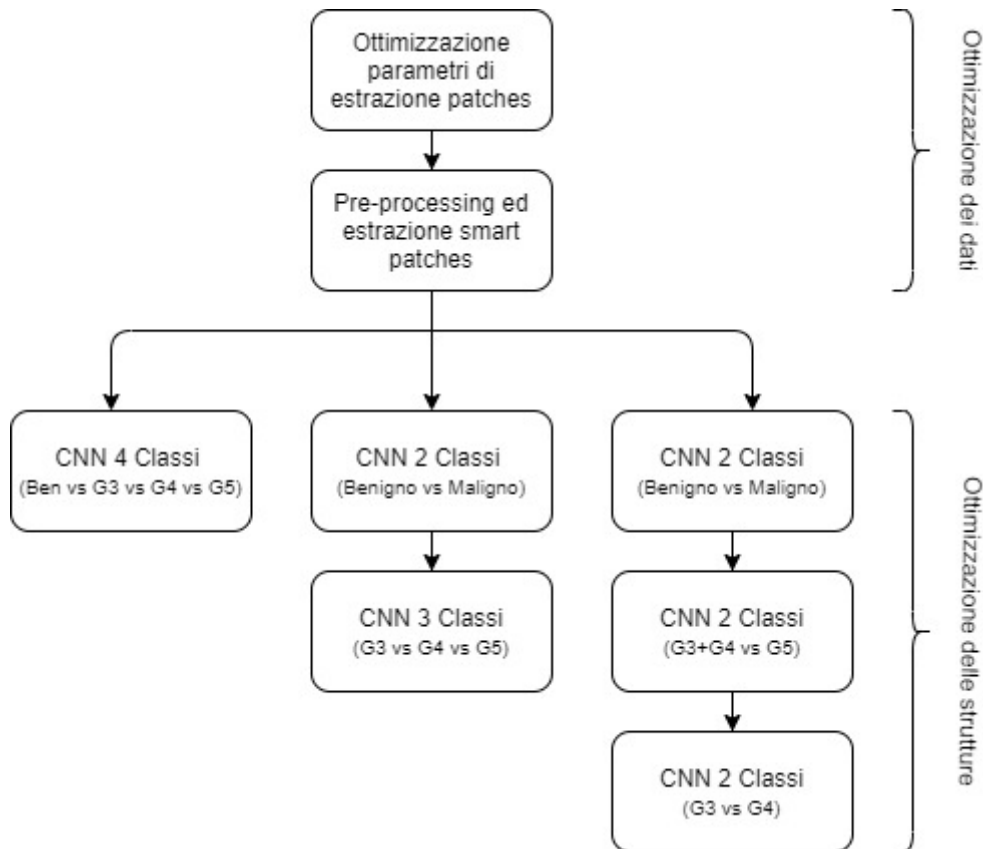 Ottimizzazione
parametri di
estrazione patches
Pre-processing ed
estrazione smart
patches
Ottimizzazione dei dati
CNN 4 Classi
(Ben vs G3 vs G4 vs G5)
CNN 2 Classi
(Benigno vs Maligno)
CNN 2 Classi
(Benigno vs Maligno)
CNN 3 Classi
(G3 vs G4 vs G5)
CNN 2 Classi
(G3+G4 vs G5)
CNN 2 Classi
(G3 vs G4)
Ottimizzazione delle strutture